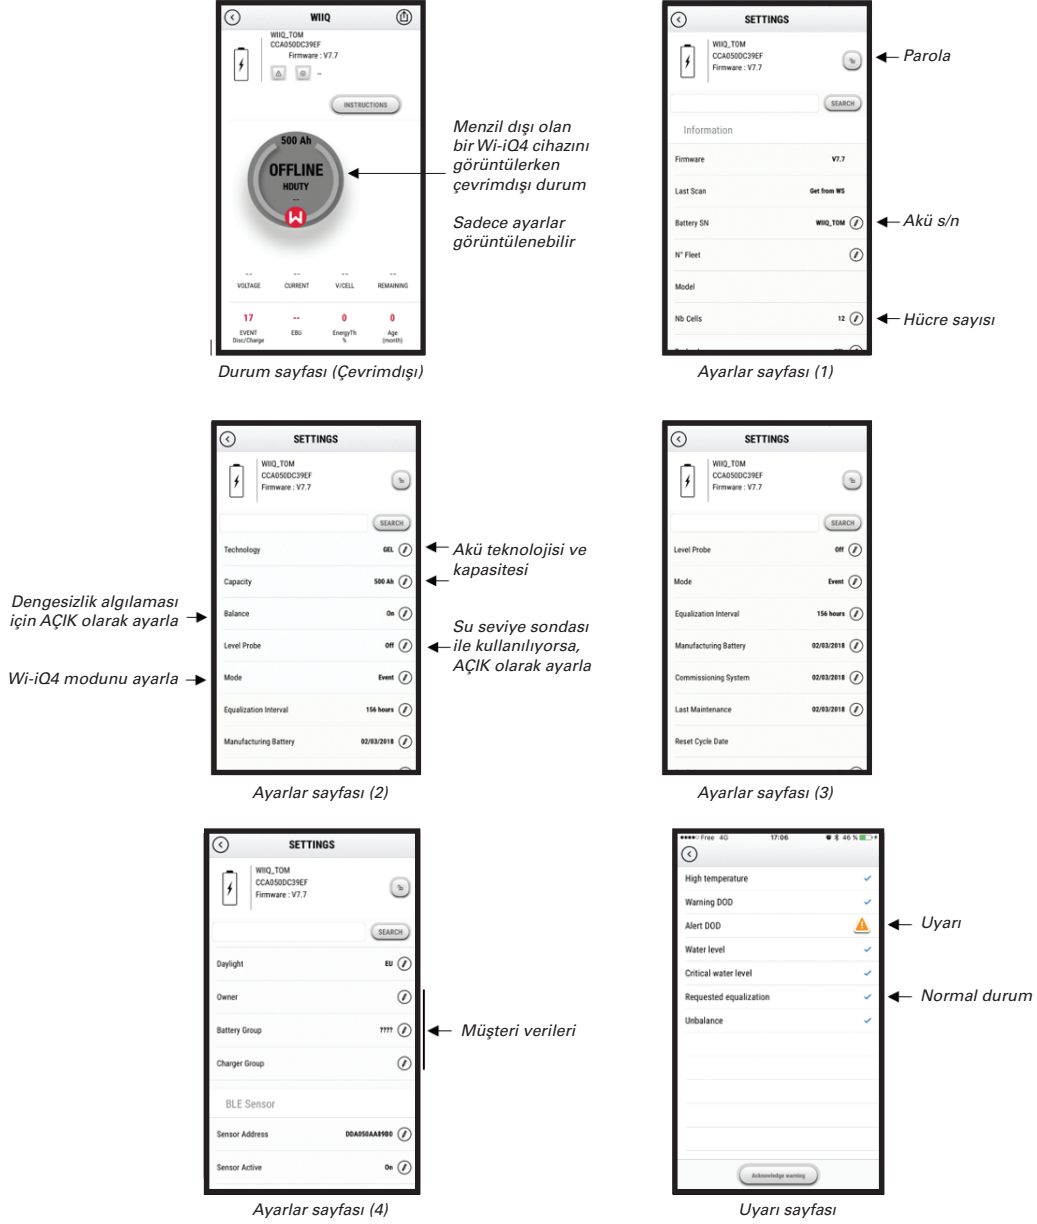 WIIQ
WIIQ_TOM
CCA050DC39EF
Firmware : V7.7
--
INSTRUCTIONS
500 Ah
OFFLINE
HDUTY
--
-- -- -- --
VOLTAGE CURRENT V/CELL REMAINING
17 -- 0 0
EVENT Disc/Charge EBU EnergyTh % Age (month)
Menzil dışı olan
bir Wi-iQ4 cihazını
görüntülerken
çevrimdışı durum
Sadece ayarlar
görüntülenebilir
Durum sayfası (Çevrimdışı)
SETTINGS
WIIQ_TOM
CCA050DC39EF
Firmware : V7.7
Parola
SEARCH
Information
Firmware V7.7
Last Scan Get from WS
Battery SN WIIQ_TOM
Akü s/n
N° Fleet
Model
Nb Cells 12
Hücre sayısı
Ayarlar sayfası (1)
SETTINGS
WIIQ_TOM
CCA050DC39EF
Firmware : V7.7
SEARCH
Technology GEL
Capacity 500 Ah
Balance On
Level Probe Off
Mode Event
Equalization Interval 156 hours
Manufacturing Battery 02/03/2018
Akü teknolojisi ve
kapasitesi
Dengesizlik algılaması
için AÇIK olarak ayarla
Su seviye sondası
ile kullanılıyorsa,
AÇIK olarak ayarla
Wi-iQ4 modunu ayarla
Ayarlar sayfası (2)
SETTINGS
WIIQ_TOM
CCA050DC39EF
Firmware : V7.7
SEARCH
Level Probe Off
Mode Event
Equalization Interval 156 hours
Manufacturing Battery 02/03/2018
Commissioning System 02/03/2018
Last Maintenance 02/03/2018
Reset Cycle Date
Ayarlar sayfası (3)
SETTINGS
WIIQ_TOM
CCA050DC39EF
Firmware : V7.7
SEARCH
Daylight EU
Owner
Battery Group ????
Charger Group
Müşteri verileri
BLE Sensor
Sensor Address DDA050AA89B0
Sensor Active On
Ayarlar sayfası (4)
Free 4G 17:06 46 %
High temperature
Warning DOD
Alert DOD
Uyarı
Water level
Critical water level
Requested equalization
Normal durum
Unbalance
Acknowledge warning
Uyarı sayfası